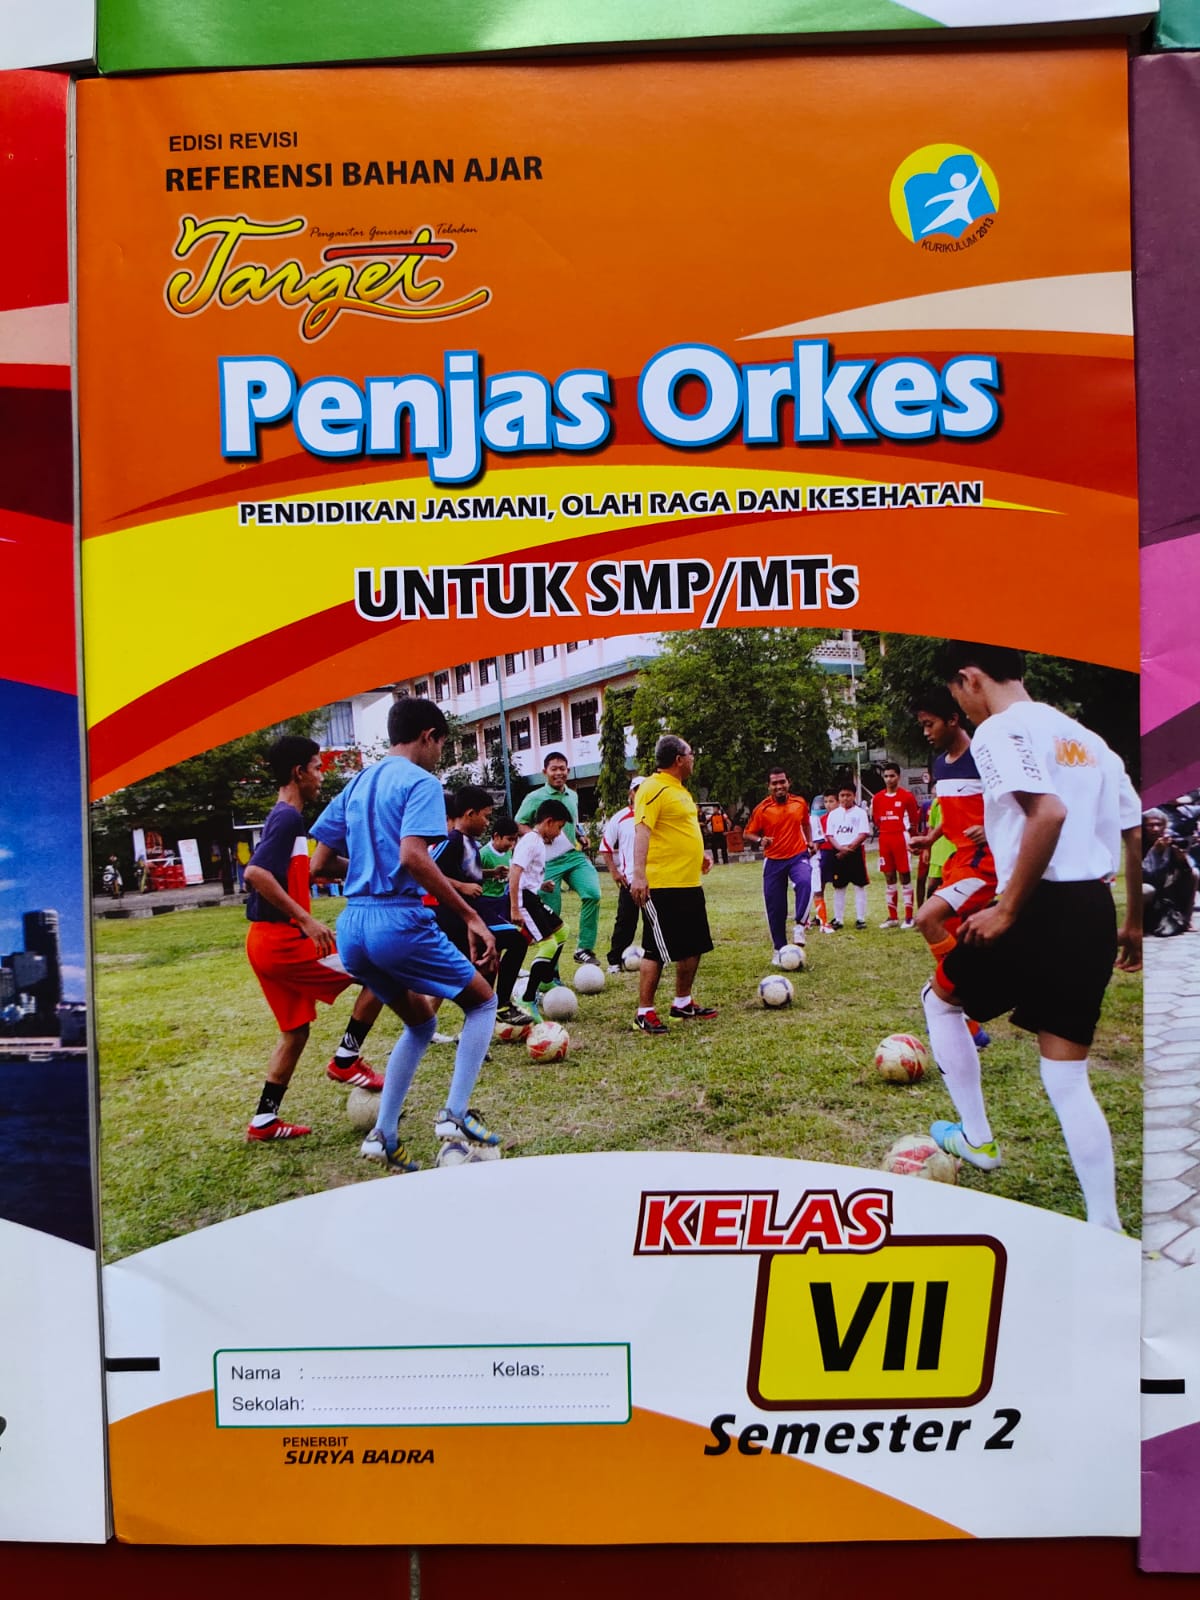 EDISI REVISI
REFERENSI BAHAN AJAR
Pengantar Generasi Teladan
Target
KURIKULUM 2013
Penjas Orkes
PENDIDIKAN JASMANI, OLAH RAGA DAN KESEHATAN
UNTUK SMP/MTs
AON
KELAS
VII
Semester 2
Nama : ................................ Kelas: ...........
Sekolah: ......................................................
PENERBIT
SURYA BADRA